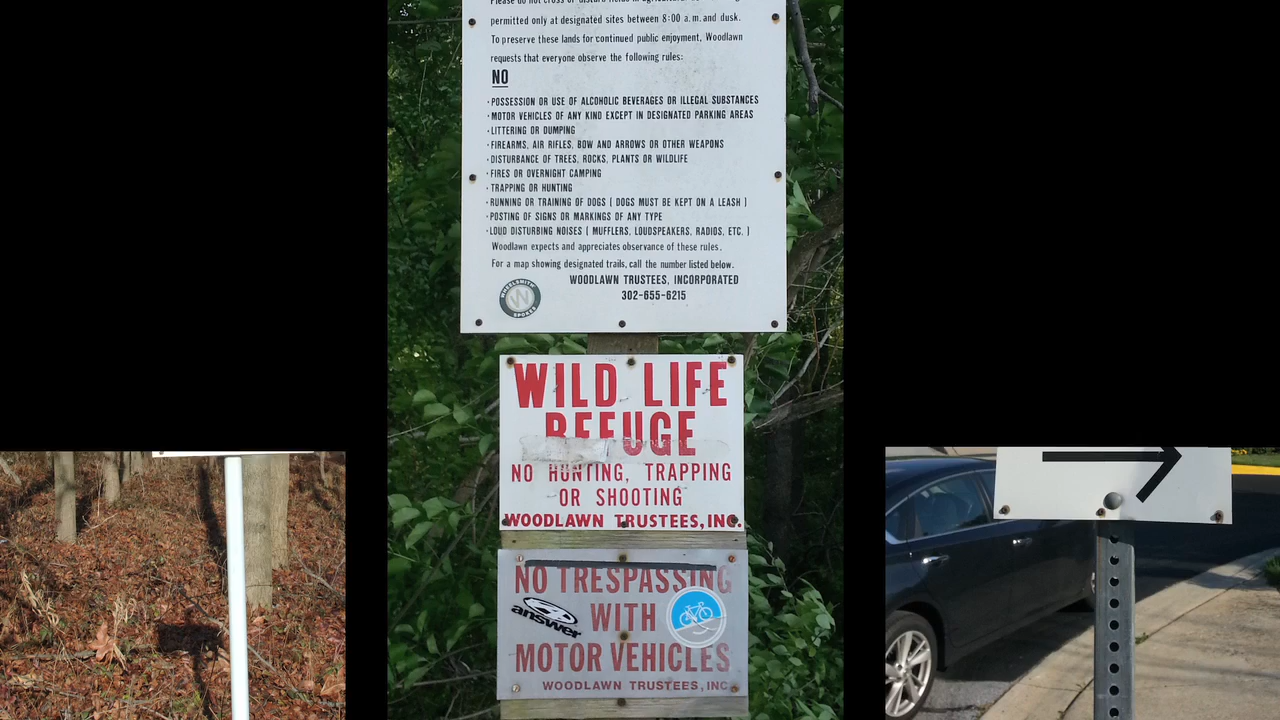 permitted only at designated sites between 8:00 a.m. and dusk.
To preserve these lands for continued public enjoyment, Woodlawn
requests that everyone observe the following rules:
NO
· POSSESSION OR USE OF ALCOHOLIC BEVERAGES OR ILLEGAL SUBSTANCES
· MOTOR VEHICLES OF ANY KIND EXCEPT IN DESIGNATED PARKING AREAS
· LITTERING OR DUMPING
· FIREARMS, AIR RIFLES, BOW AND ARROWS OR OTHER WEAPONS
· DISTURBANCE OF TREES, ROCKS, PLANTS OR WILDLIFE
· FIRES OR OVERNIGHT CAMPING
· TRAPPING OR HUNTING
· RUNNING OR TRAINING OF DOGS ( DOGS MUST BE KEPT ON A LEASH )
· POSTING OF SIGNS OR MARKINGS OF ANY TYPE
· LOUD DISTURBING NOISES ( MUFFLERS, LOUDSPEAKERS, RADIOS, ETC. )
Woodlawn expects and appreciates observance of these rules.
For a map showing designated trails, call the number listed below.
WOODLAWN TRUSTEES, INCORPORATED
302-655-6215
WHEELSMITH
W
SPORTS
WILD LIFE
REFUGE
NO HUNTING, TRAPPING
OR SHOOTING
WOODLAWN TRUSTEES, INC.
NO TRESPASSING
answer
WITH
MOTOR VEHICLES
WOODLAWN TRUSTEES, INC.